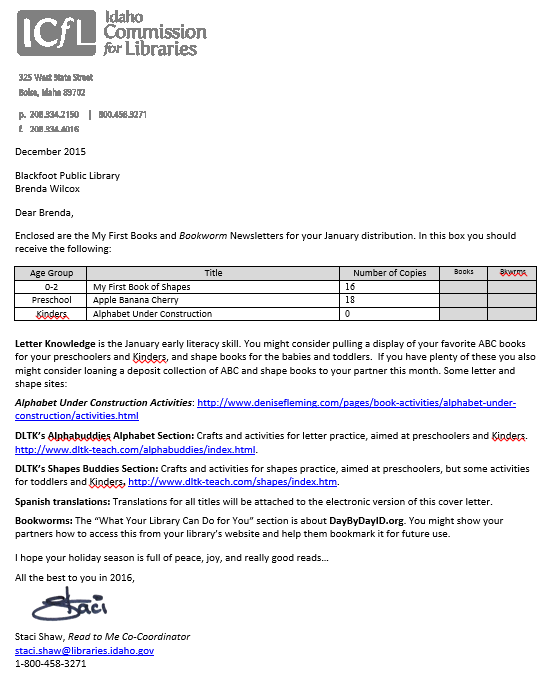 ICfL Idaho
Commission
for Libraries
325 West State Street
Boise, Idaho 83702
p. 208.334.2150 | 800.458.3271
f. 208.334.4016
December 2015
Blackfoot Public Library
Brenda Wilcox
Dear Brenda,
Enclosed are the My First Books and Bookworm Newsletters for your January distribution. In this box you should
receive the following:
Age Group Title Number of Copies Books Bkwrms
0-2 My First Book of Shapes 16
Preschool Apple Banana Cherry 18
Kinders Alphabet Under Construction 0
Letter Knowledge is the January early literacy skill. You might consider pulling a display of your favorite ABC books
for your preschoolers and Kinders, and shape books for the babies and toddlers. If you have plenty of these you also
might consider loaning a deposit collection of ABC and shape books to your partner this month. Some letter and
shape sites:
Alphabet Under Construction Activities: http://www.denisefleming.com/pages/book-activities/alphabet-under-
construction/activities.html
DLTK's Alphabuddies Alphabet Section: Crafts and activities for letter practice, aimed at preschoolers and Kinders.
http://www.dltk-teach.com/alphabuddies/index.html.
DLTK's Shapes Buddies Section: Crafts and activities for shapes practice, aimed at preschoolers, but some activities
for toddlers and Kinders, http://www.dltk-teach.com/shapes/index.htm.
Spanish translations: Translations for all titles will be attached to the electronic version of this cover letter.
Bookworms: The “What Your Library Can Do for You” section is about DayByDayID.org. You might show your
partners how to access this from your library's website and help them bookmark it for future use.
I hope your holiday season is full of peace, joy, and really good reads…
All the best to you in 2016,
Staci
Staci Shaw, Read to Me Co-Coordinator
staci.shaw@libraries.idaho.gov
1-800-458-3271